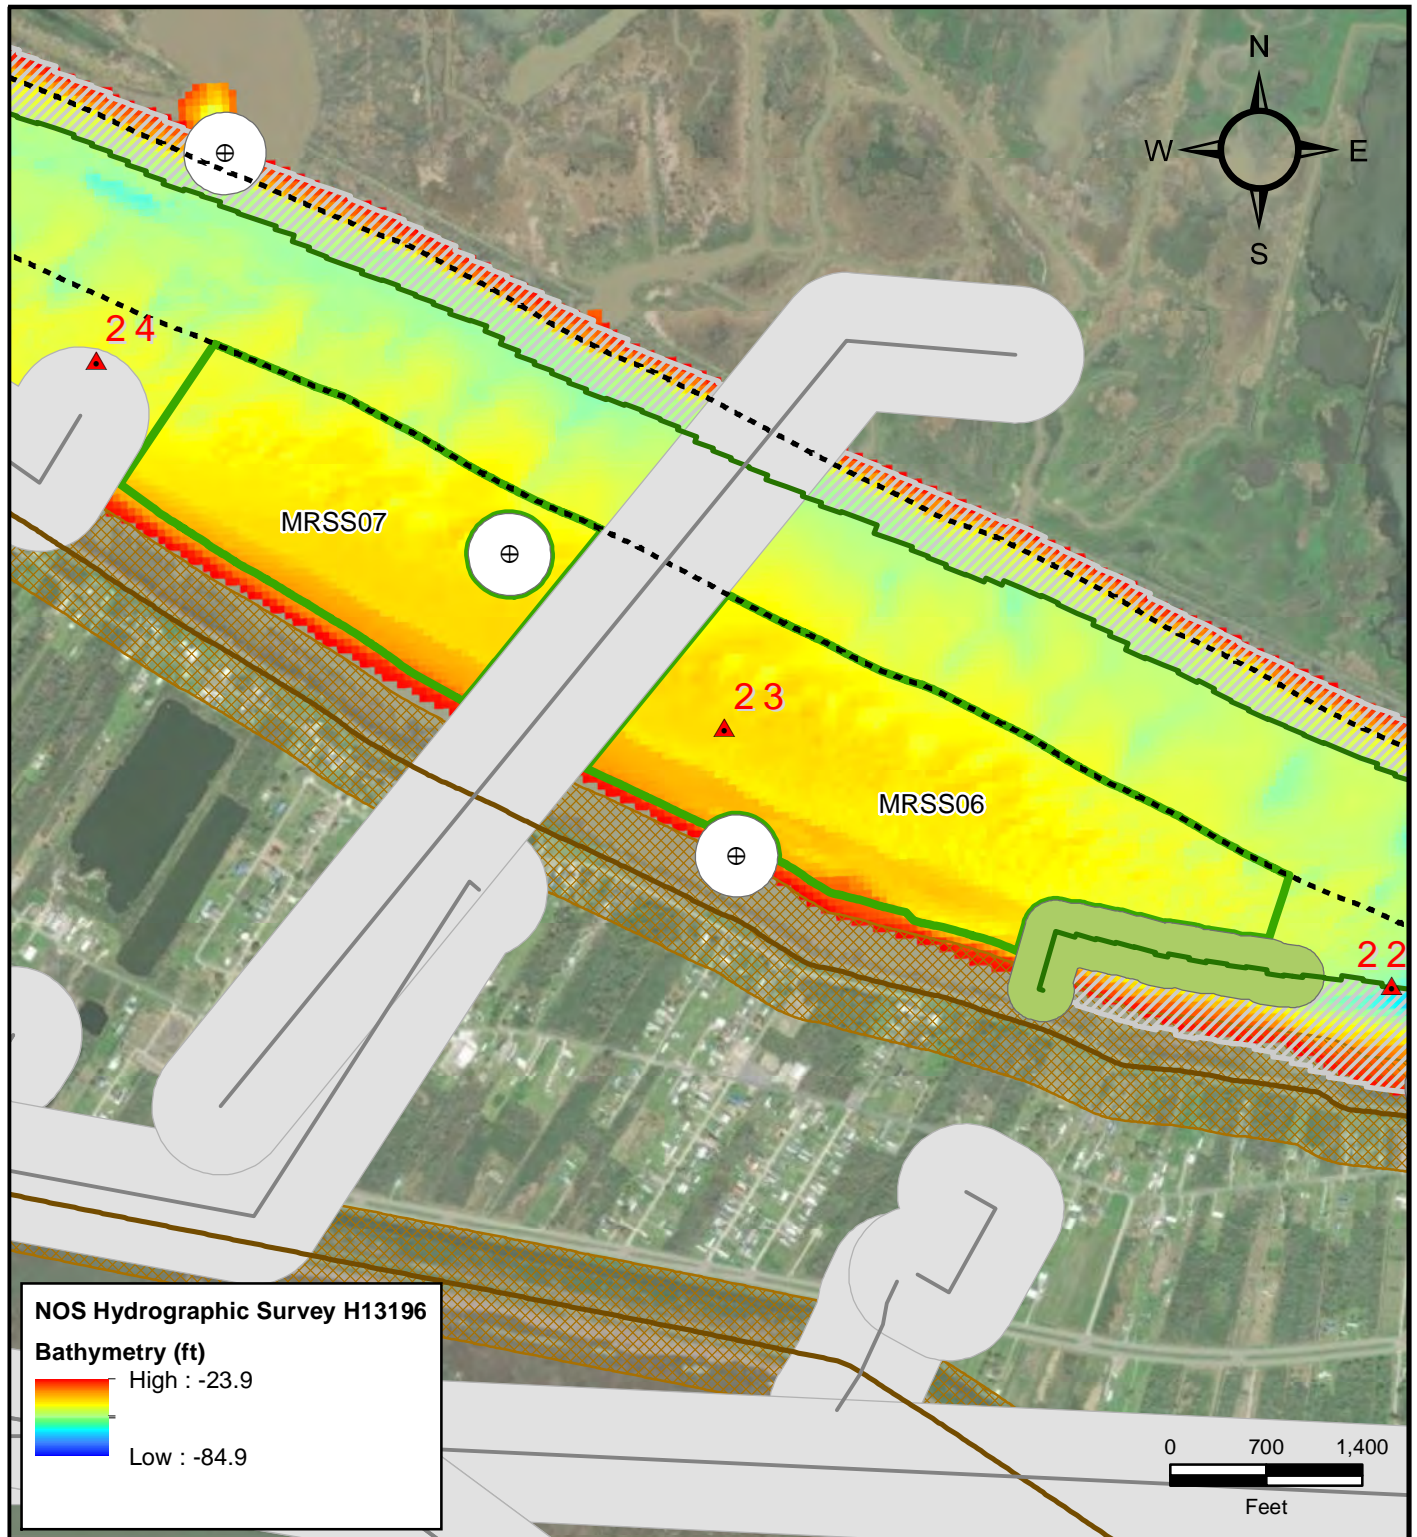 N
W E
S
2 4
MRSS07
2 3
MRSS06
2 2
NOS Hydrographic Survey H13196
Bathymetry (ft)
High : -23.9
Low : -84.9
0 700 1,400
Feet